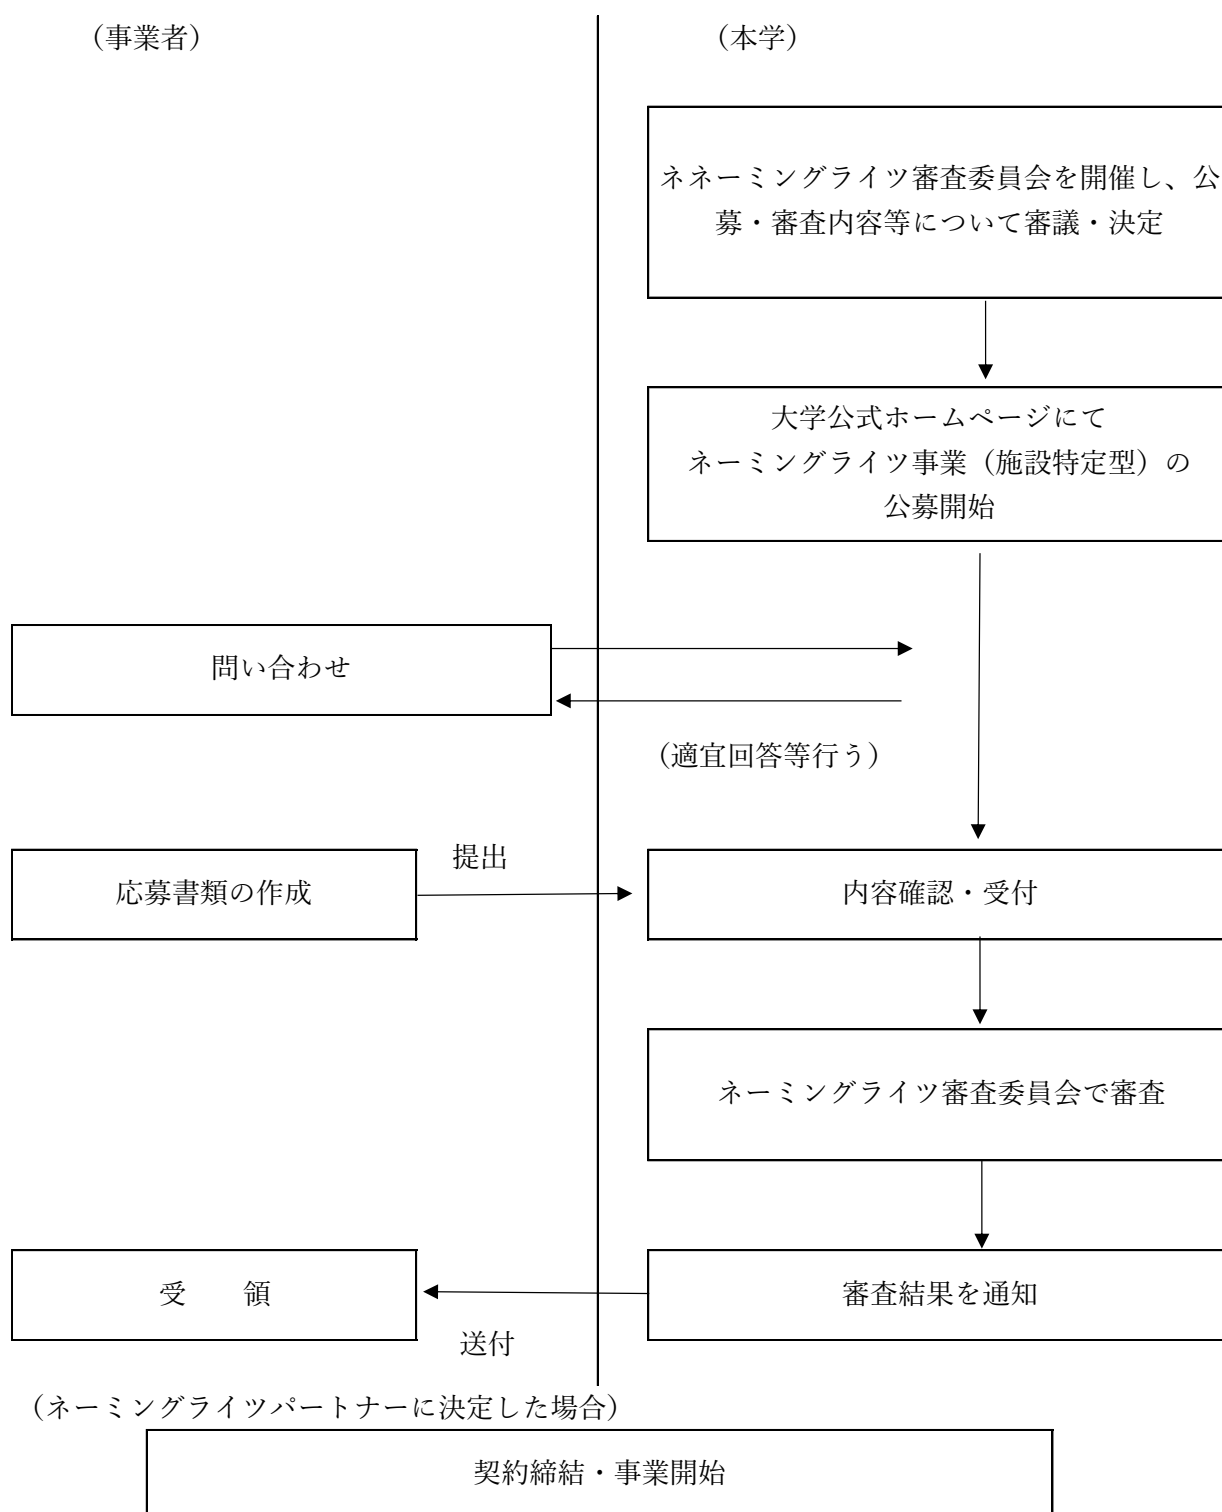 （事業者）
（本学）
ネネーミングライツ審査委員会を開催し、公
募・審査内容等について審議・決定
大学公式ホームページにて
ネーミングライツ事業（施設特定型）の
公募開始
問い合わせ
（適宜回答等行う）
提出
応募書類の作成
内容確認・受付
ネーミングライツ審査委員会で審査
受　　領
審査結果を通知
送付
（ネーミングライツパートナーに決定した場合）
契約締結・事業開始